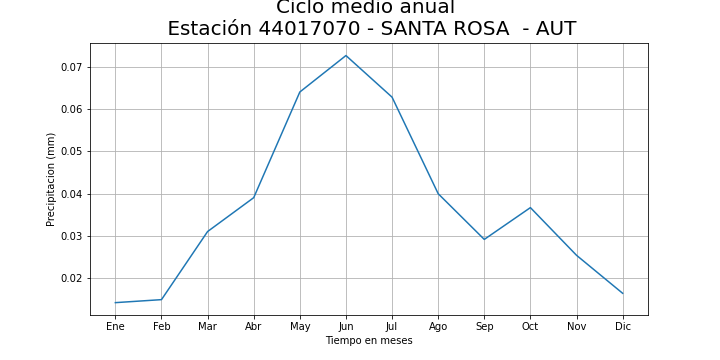 Ciclo medio anual
Estación 44017070 - SANTA ROSA - AUT
0.07
0.06
0.05
0.04
0.03
0.02
Precipitacion (mm)
Ene Feb Mar Abr May Jun Jul Ago Sep Oct Nov Dic
Tiempo en meses